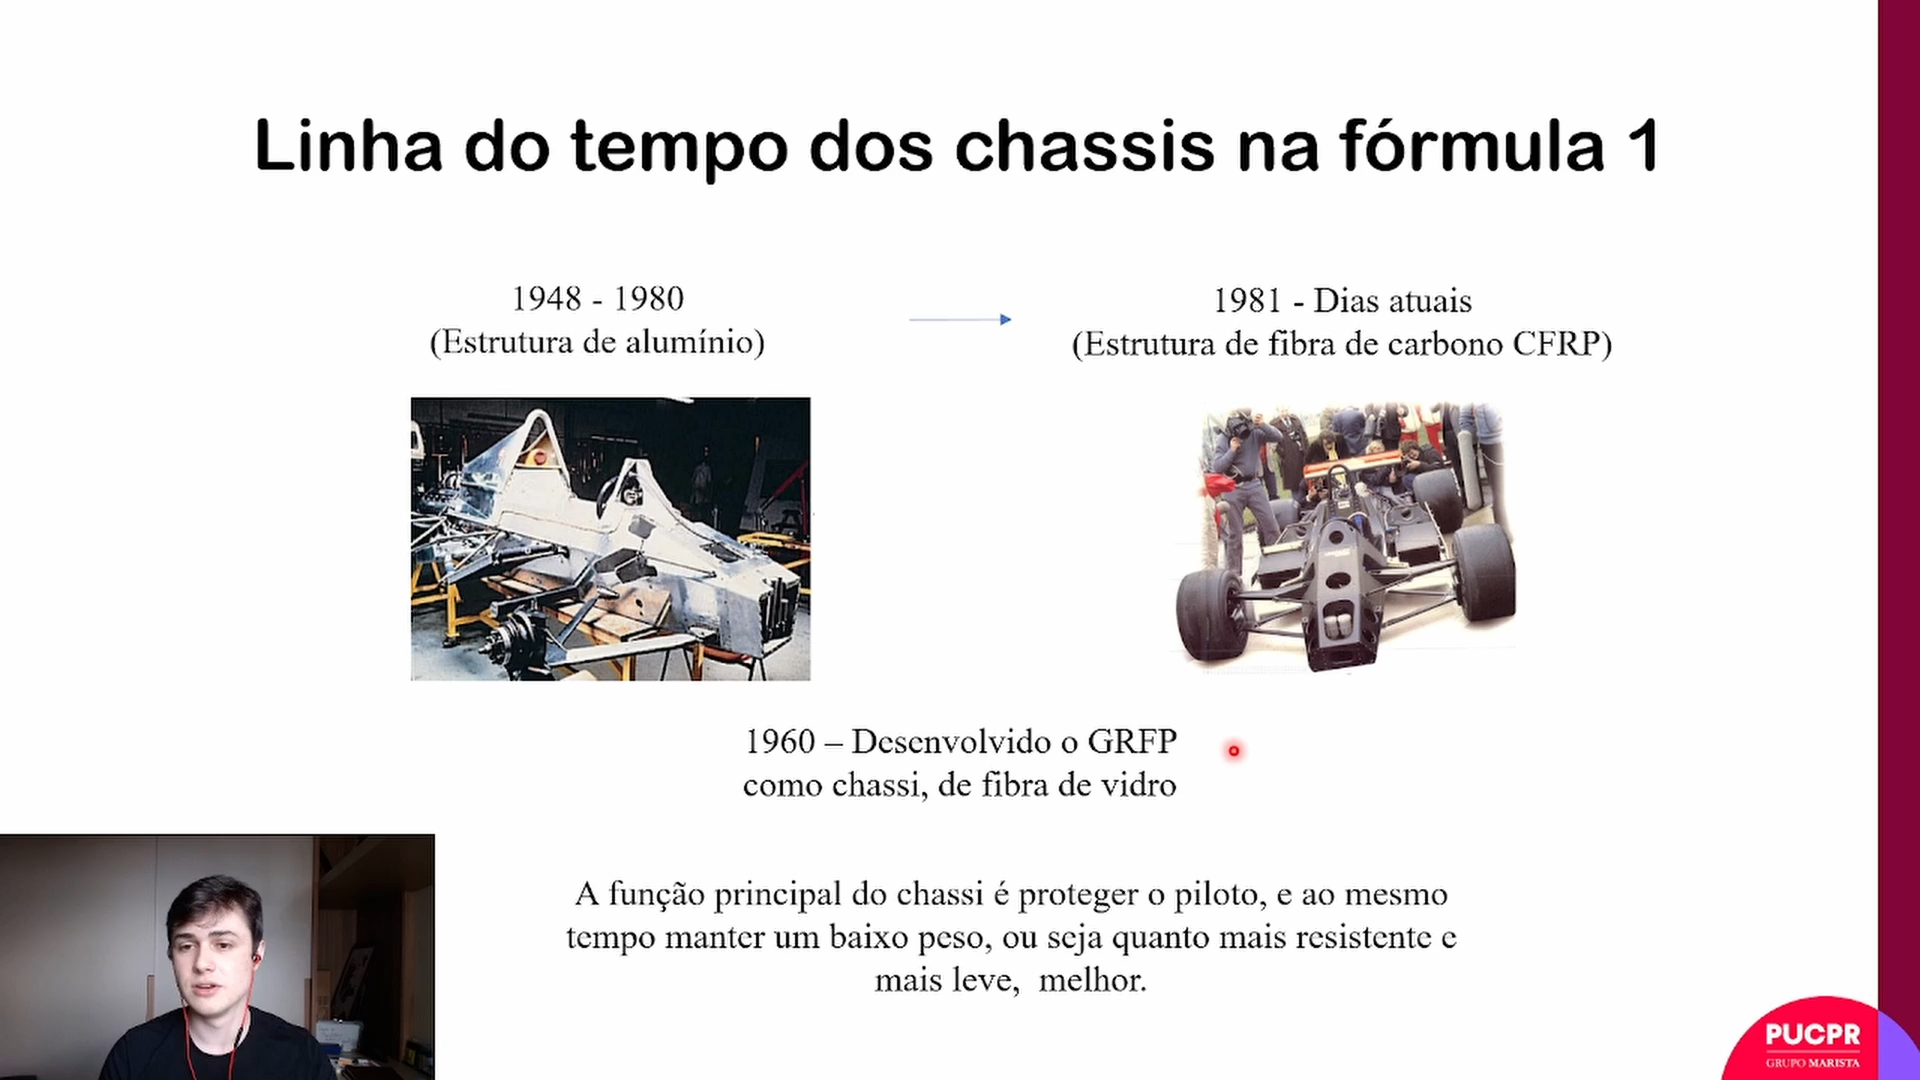 Linha do tempo dos chassis na fórmula 1
1948 - 1980
(Estrutura de alumínio)
1981 - Dias atuais
(Estrutura de fibra de carbono CFRP)
1960 – Desenvolvido o GRFP
como chassi, de fibra de vidro
A função principal do chassi é proteger o piloto, e ao mesmo
tempo manter um baixo peso, ou seja quanto mais resistente e
mais leve, melhor.
PUCPR
GRUPO MARISTA